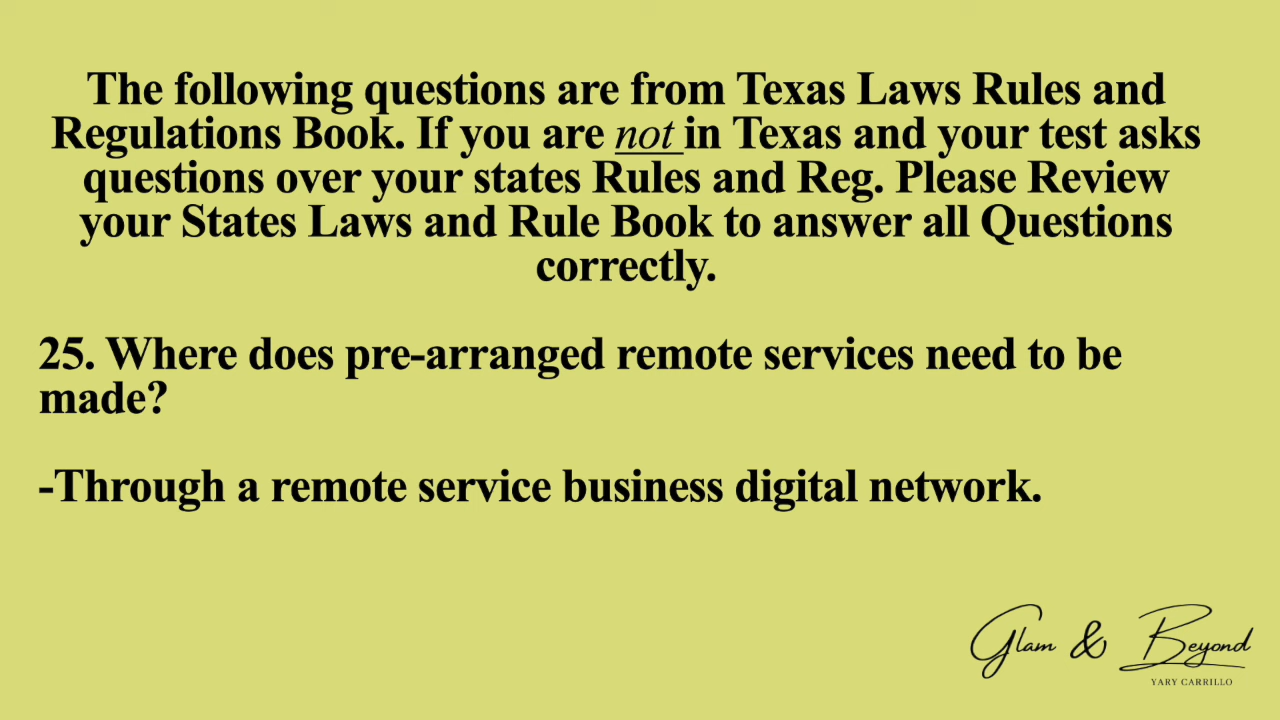 The following questions are from Texas Laws Rules and
Regulations Book. If you are not in Texas and your test asks
questions over your states Rules and Reg. Please Review
your States Laws and Rule Book to answer all Questions
correctly.
25. Where does pre-arranged remote services need to be
made?
-Through a remote service business digital network.
Glam & Beyond
YARY CARRILLO